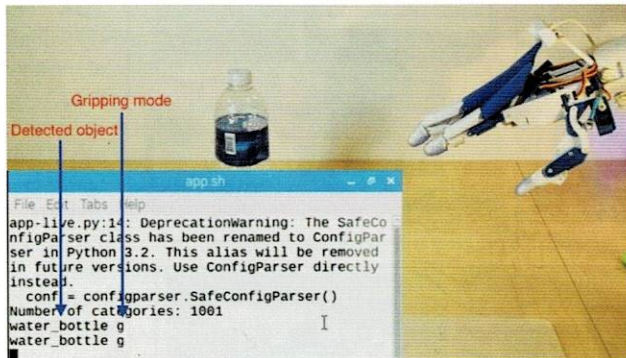 Gripping mode
Detected object
app.sh
File Edit Tabs Help
app-live.py:14: DeprecationWarning: The SafeCo
nfigParser class has been renamed to ConfigPar
ser in Python 3.2. This alias will be removed
in future versions. Use ConfigParser directly
instead.
conf = configparser.SafeConfigParser()
Number of categories: 1001
water_bottle g
water_bottle g